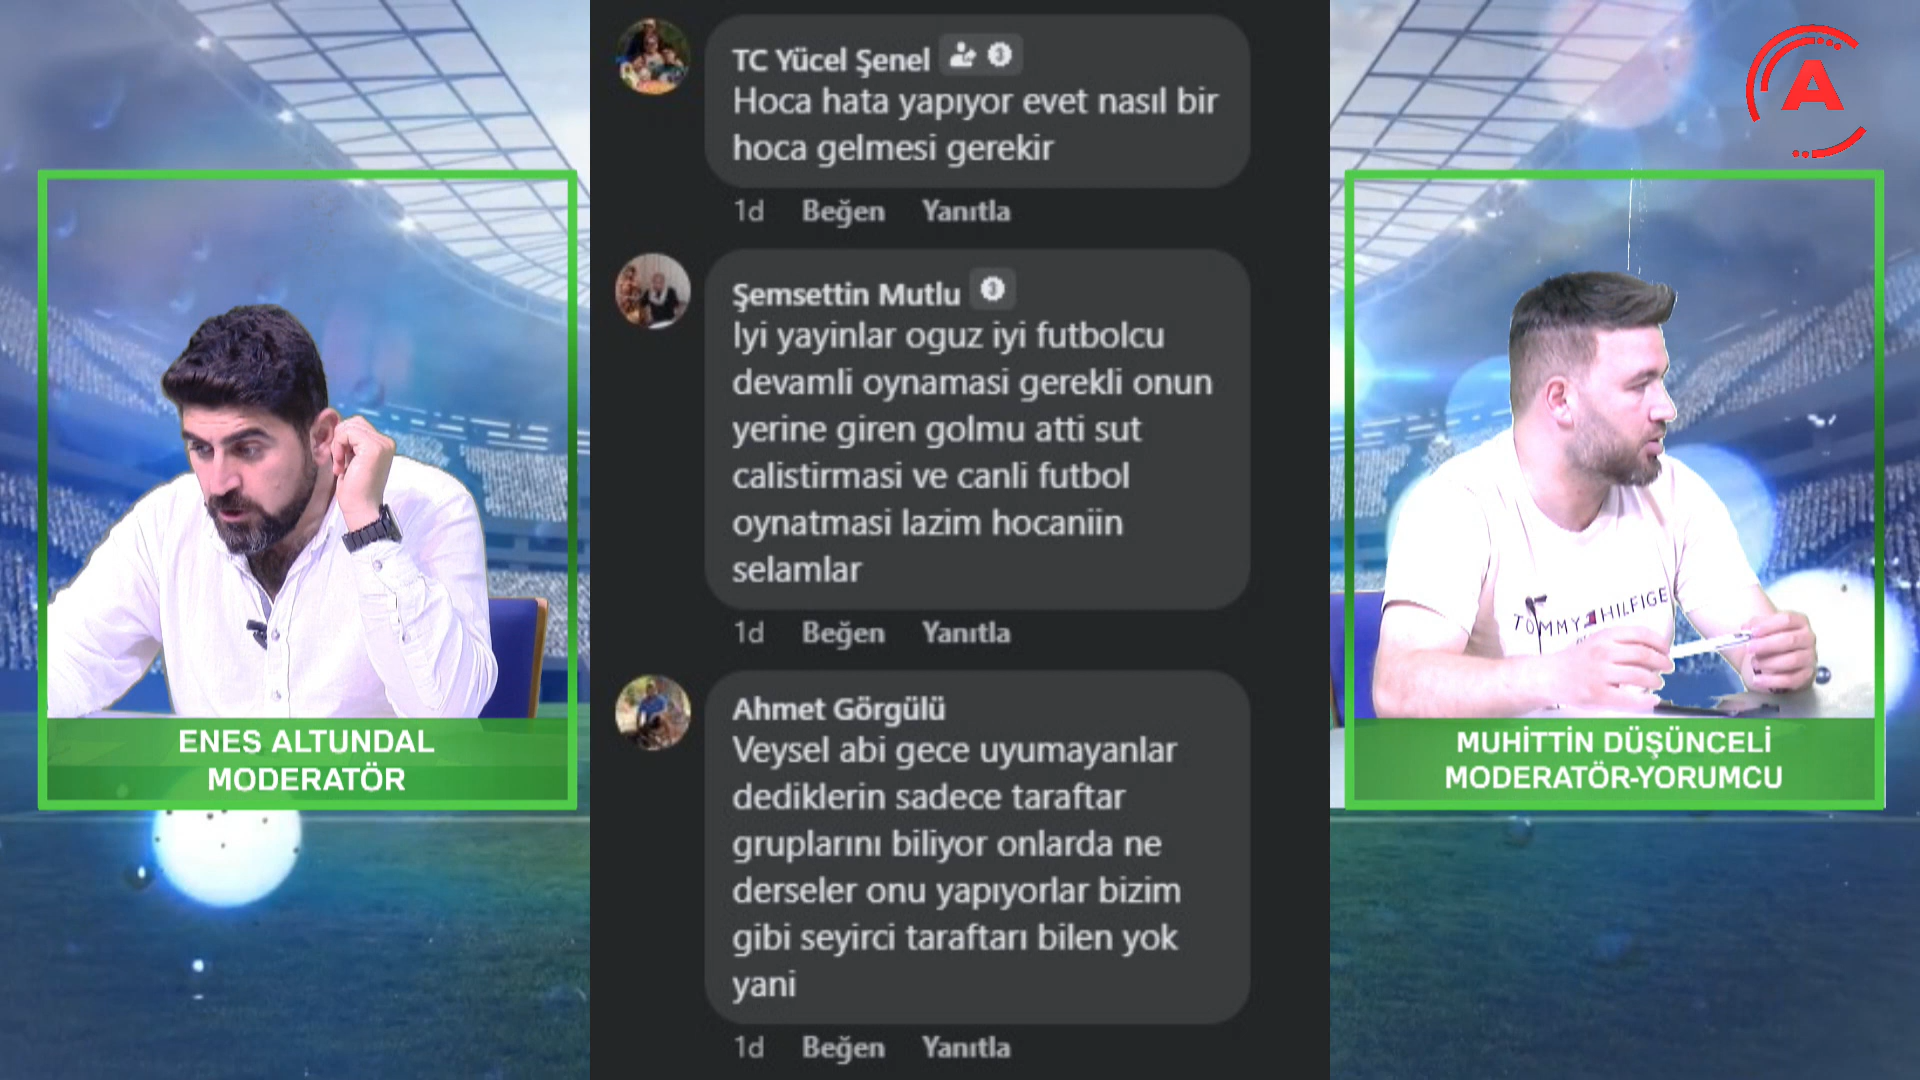 TC Yücel Şenel
Hoca hata yapıyor evet nasıl bir
hoca gelmesi gerekir
1d Beğen Yanıtla
Şemsettin Mutlu
Iyi yayinlar oguz iyi futbolcu
devamli oynamasi gerekli onun
yerine giren golmu atti sut
calistirmasi ve canli futbol
oynatmasi lazim hocaniin
selamlar
1d Beğen Yanıtla
Ahmet Görgülü
Veysel abi gece uyumayanlar
dediklerin sadece taraftar
gruplarını biliyor onlarda ne
derseler onu yapıyorlar bizim
gibi seyirci taraftarı bilen yok
yani
1d Beğen Yanıtla
ENES ALTUNDAL
MODERATÖR
A
TOMMY HILFIGE
MUHİTTİN DÜŞÜNCELİ
MODERATÖR-YORUMCU